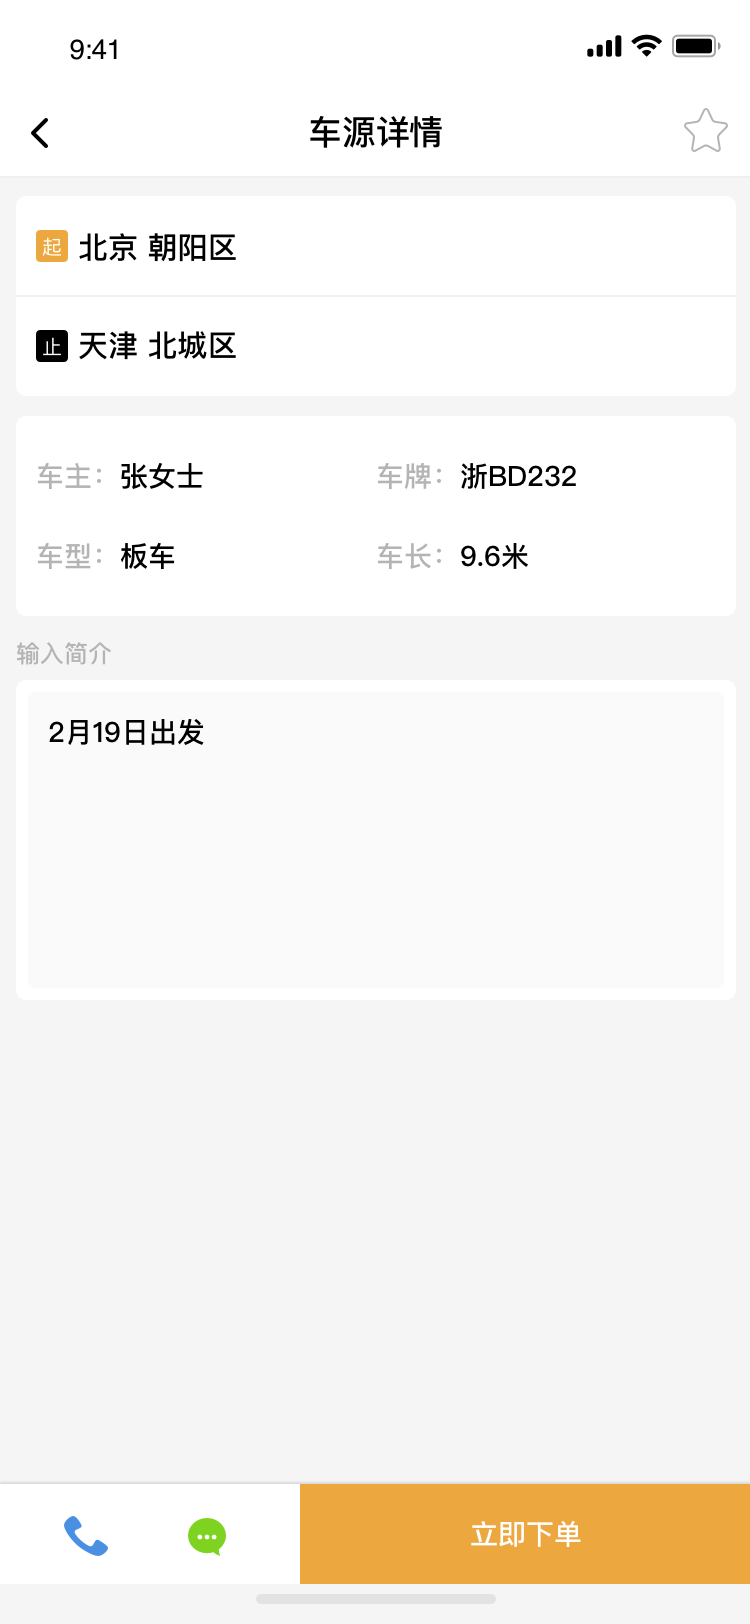 9:41
车源详情
起 北京 朝阳区
止 天津 北城区
车主： 张女士 车牌： 浙BD232
车型： 板车 车长： 9.6米
输入简介
2月19日出发
立即下单